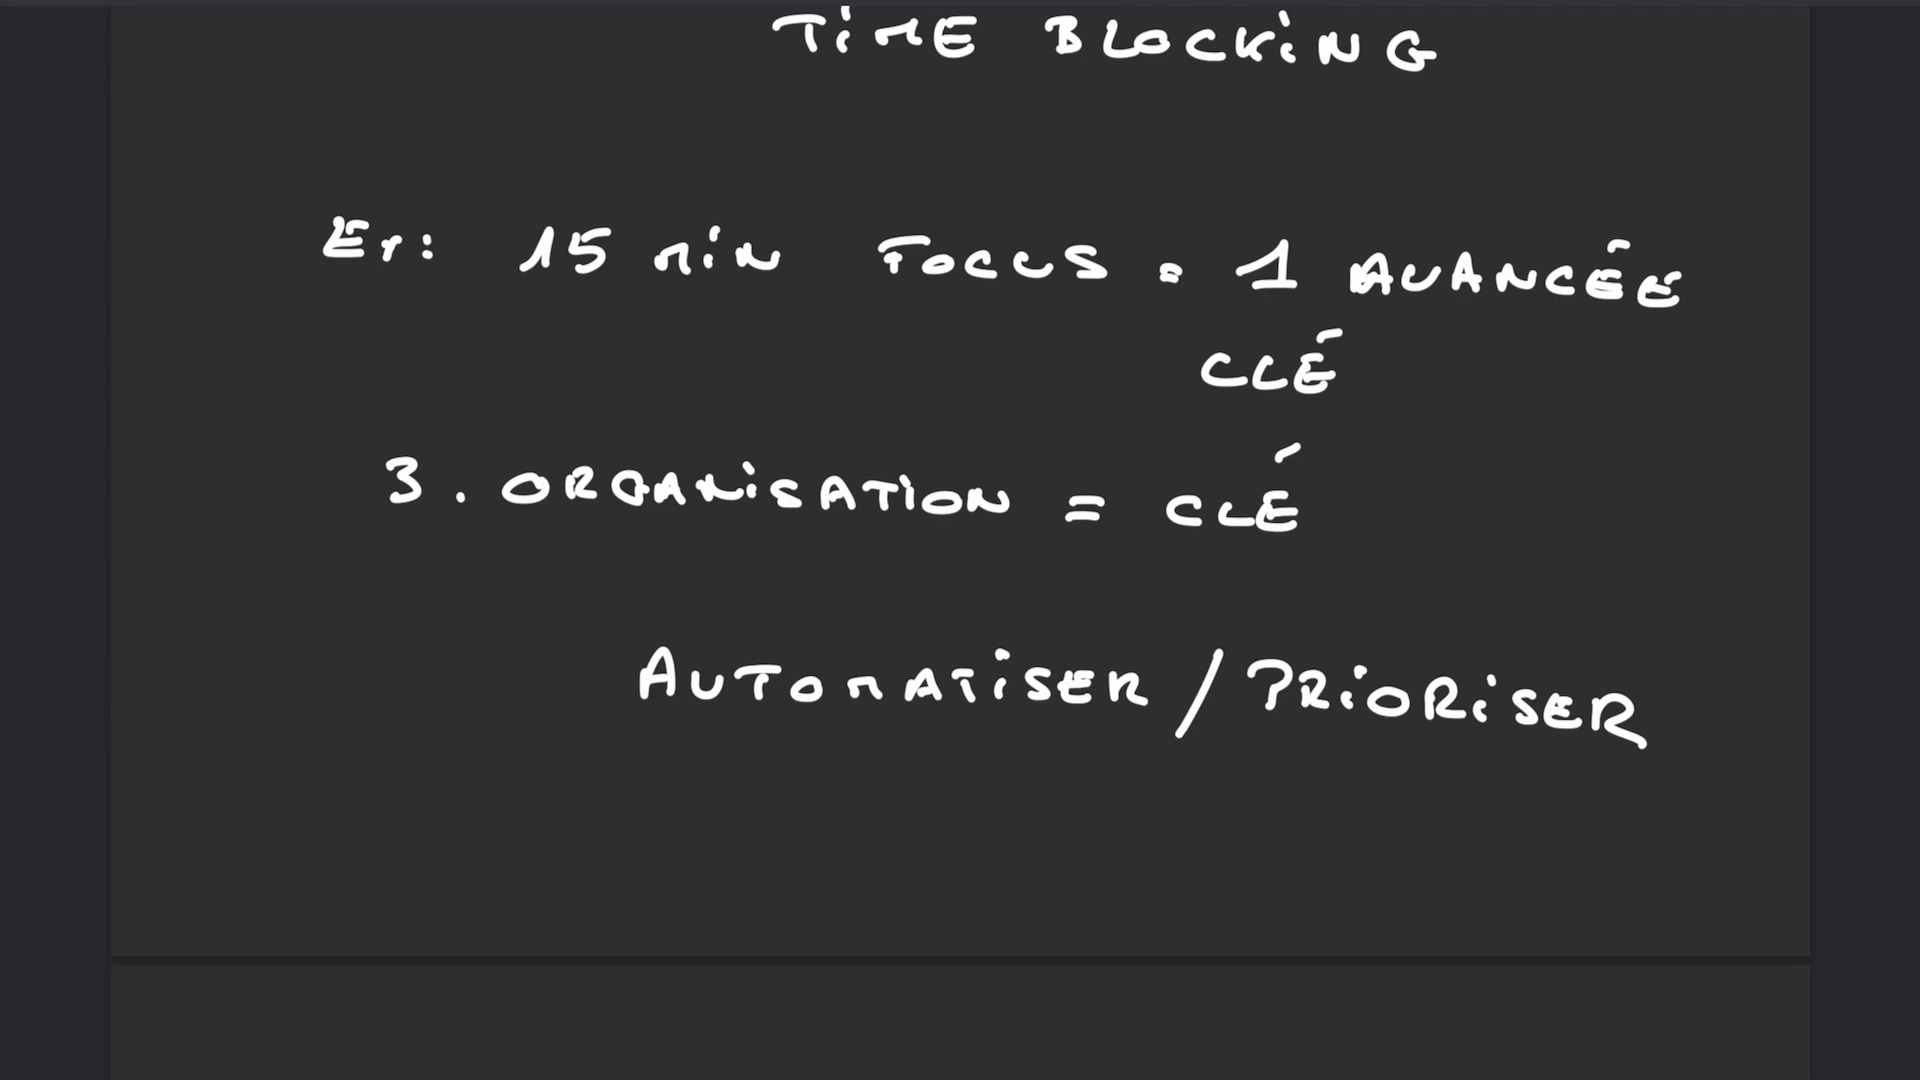 TiME BLOCKiNG
Ex: 15 miN FOCUS = 1 AVANCÉE
CLÉ
3. ORGANiSATiON = CLÉ
AUTOMATiSER / PRiORiSER